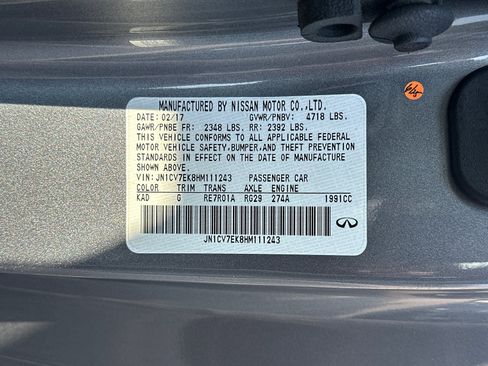 MANUFACTURED BY NISSAN MOTOR CO.,LTD.
DATE: 02/17 GVWR/PNBV: 4718 LBS.
GAWR/PNBE FR: 2348 LBS. RR: 2392 LBS.
THIS VEHICLE CONFORMS TO ALL APPLICABLE FEDERAL
MOTOR VEHICLE SAFETY,BUMPER,AND THEFT PREVENTION
STANDARDS IN EFFECT ON THE DATE OF MANUFACTURE
SHOWN ABOVE.
VIN:JN1CV7EK8HM111243 PASSENGER CAR
COLOR TRIM TRANS AXLE ENGINE
KAD G RE7R01A RG29 274A 1991CC
JN1CV7EK8HM111243